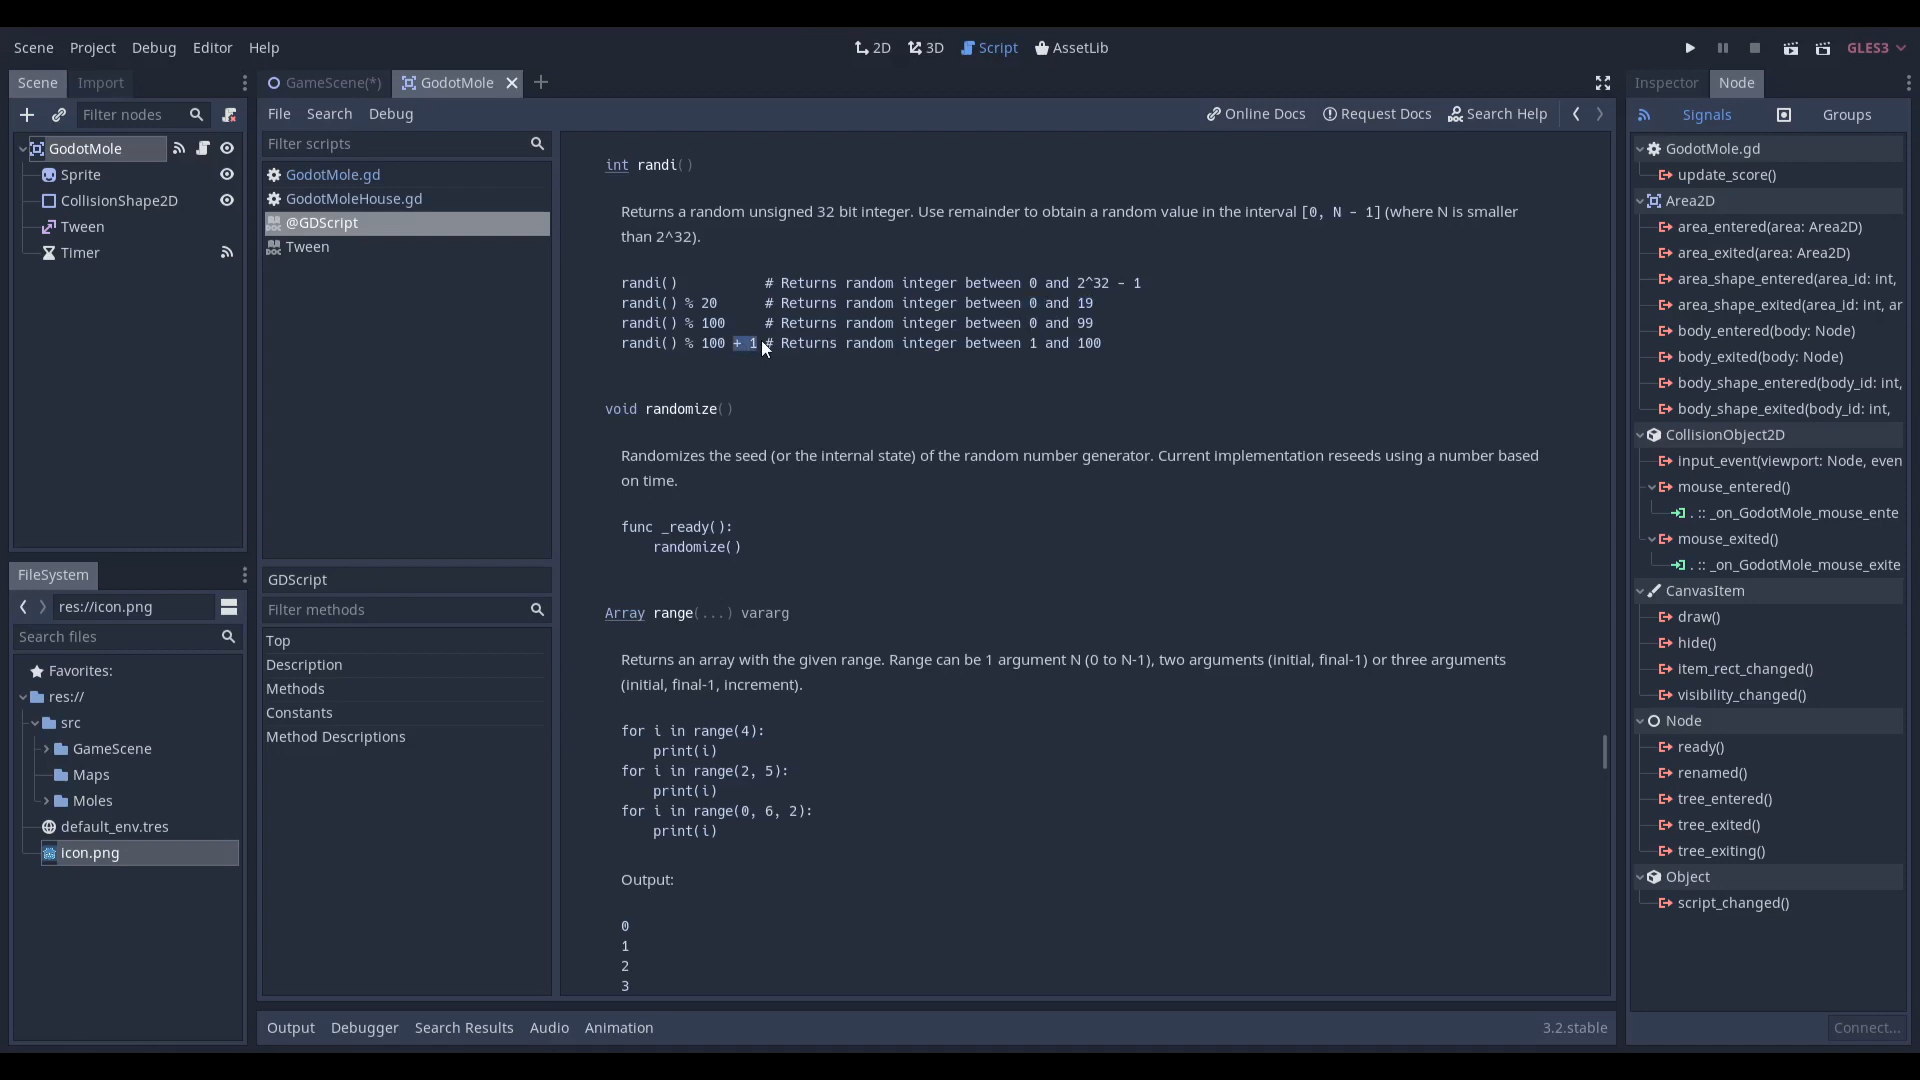 Scene Project Debug Editor Help
2D 3D Script AssetLib
GLES3
Scene Import
Filter nodes
GodotMole
Sprite
CollisionShape2D
Tween
Timer
FileSystem
res://icon.png
Search files
Favorites:
res://
src
GameScene
Maps
Moles
default_env.tres
icon.png
GameScene(*) GodotMole
File Search Debug
Online Docs Request Docs Search Help
Filter scripts
GodotMole.gd
GodotMoleHouse.gd
@GDScript
Tween
GDScript
Filter methods
Top
Description
Methods
Constants
Method Descriptions
int randi()
Returns a random unsigned 32 bit integer. Use remainder to obtain a random value in the interval [0, N - 1] (where N is smaller
than 2^32).
randi() # Returns random integer between 0 and 2^32 - 1
randi() % 20 # Returns random integer between 0 and 19
randi() % 100 # Returns random integer between 0 and 99
randi() % 100 + 1 # Returns random integer between 1 and 100
void randomize()
Randomizes the seed (or the internal state) of the random number generator. Current implementation reseeds using a number based
on time.
func _ready():
randomize()
Array range(...) vararg
Returns an array with the given range. Range can be 1 argument N (0 to N-1), two arguments (initial, final-1) or three arguments
(initial, final-1, increment).
for i in range(4):
print(i)
for i in range(2, 5):
print(i)
for i in range(0, 6, 2):
print(i)
Output:
0
1
2
3
Output Debugger Search Results Audio Animation
3.2.stable
Inspector Node
Signals Groups
GodotMole.gd
update_score()
Area2D
area_entered(area: Area2D)
area_exited(area: Area2D)
area_shape_entered(area_id: int,
area_shape_exited(area_id: int, ar
body_entered(body: Node)
body_exited(body: Node)
body_shape_entered(body_id: int,
body_shape_exited(body_id: int,
CollisionObject2D
input_event(viewport: Node, even
mouse_entered()
. :: _on_GodotMole_mouse_ente
mouse_exited()
. :: _on_GodotMole_mouse_exite
CanvasItem
draw()
hide()
item_rect_changed()
visibility_changed()
Node
ready()
renamed()
tree_entered()
tree_exited()
tree_exiting()
Object
script_changed()
Connect...